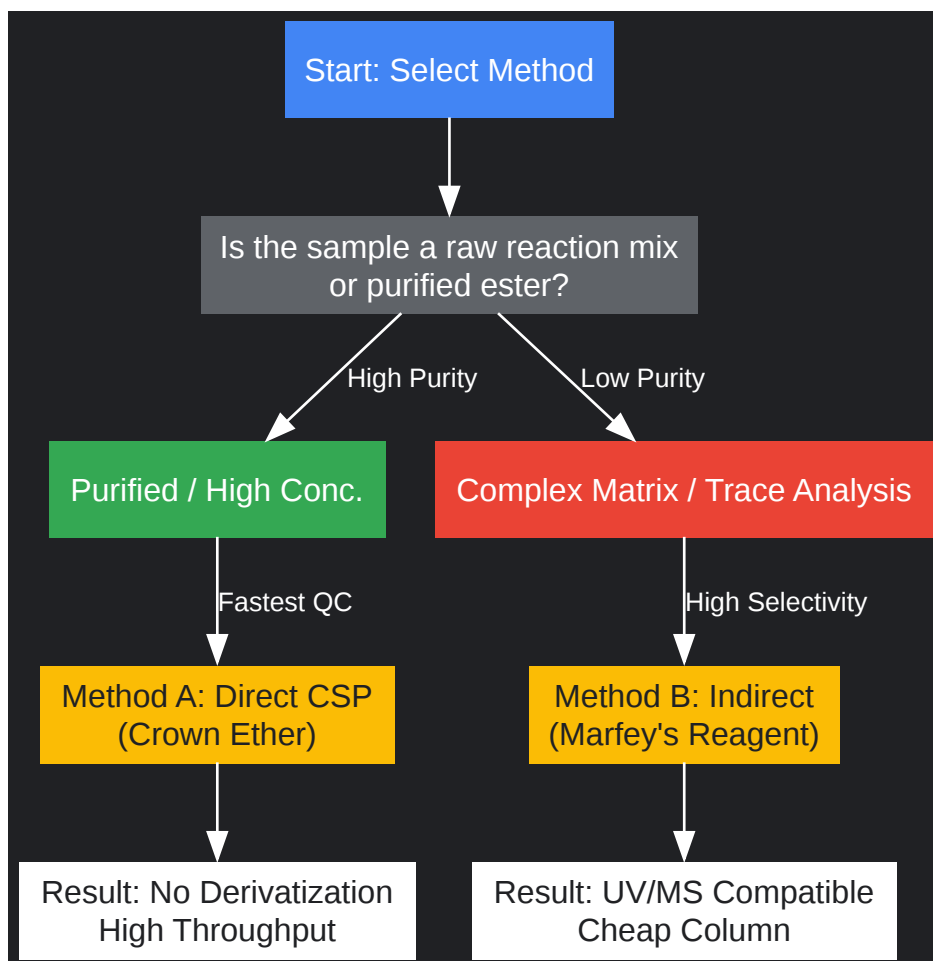 Start: Select Method
Is the sample a raw reaction mix
or purified ester?
High Purity
Low Purity
Purified / High Conc.
Complex Matrix / Trace Analysis
Fastest QC
High Selectivity
Method A: Direct CSP
(Crown Ether)
Method B: Indirect
(Marfey's Reagent)
Result: No Derivatization
High Throughput
Result: UV/MS Compatible
Cheap Column